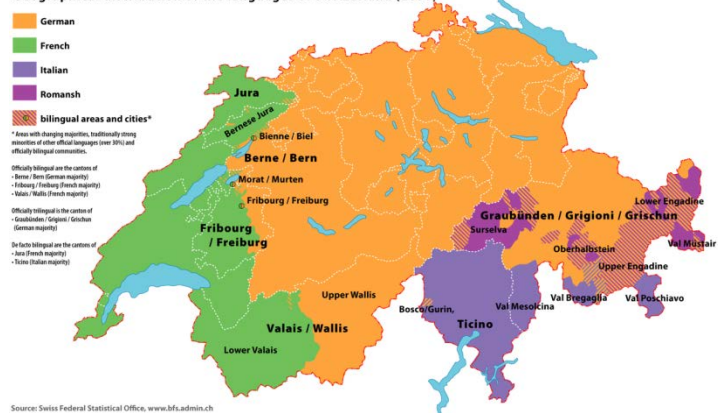 German
French
Italian
Romansh
bilingual areas and cities*
* Areas with changing majorities, traditionally strong
minorities of other official languages (over 30%) and
officially bilingual communities.
Officially bilingual are the cantons of
• Berne / Bern (German majority)
• Fribourg / Freiburg (French majority)
• Valais / Wallis (French majority)
Officially trilingual is the canton of
• Graubünden / Grigioni / Grischun
(German majority)
De facto bilingual are the cantons of
• Jura (French majority)
• Ticino (Italian majority)
Jura
Bernese Jura
© Bienne / Biel
Berne / Bern
© Morat / Murten
© Fribourg / Freiburg
Fribourg
/ Freiburg
Upper Wallis
Valais / Wallis
Lower Valais
Graubünden / Grigioni / Grischun
Surselva
Lower Engadine
Oberhalbstein
Val Müstair
Upper Engadine
Bosco/Gurin,
Val Mesolcina
Val Bregaglia
Val Poschiavo
Ticino
Source: Swiss Federal Statistical Office, www.bfs.admin.ch